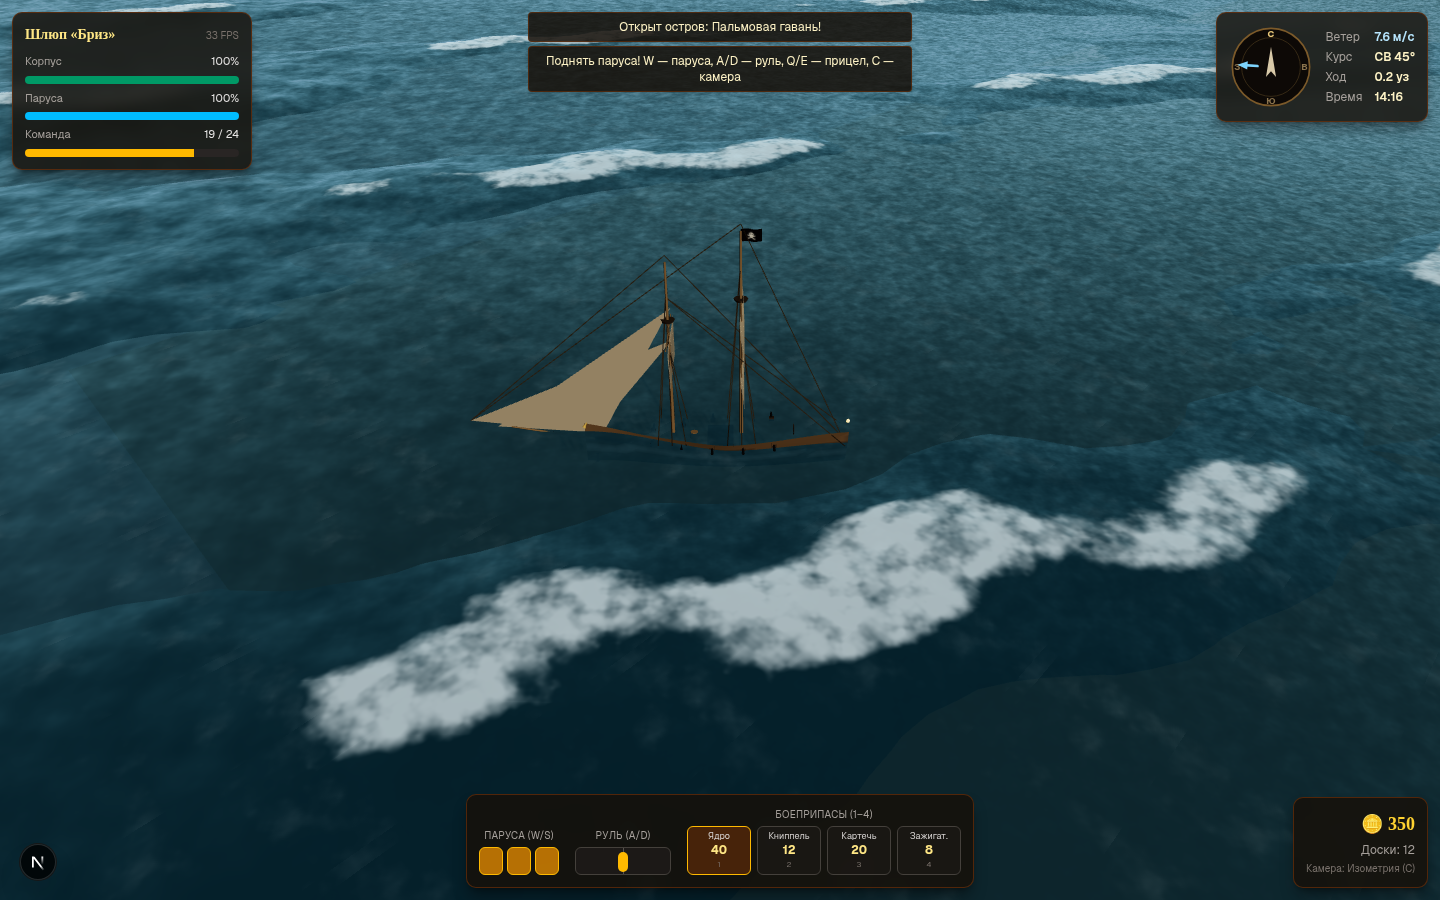 Шлюп «Бриз»
33 FPS
Корпус
100%
Паруса
100%
Команда
19 / 24
Открыт остров: Пальмовая гавань!
Поднять паруса! W — паруса, A/D — руль, Q/E — прицел, C —
камера
С
В
Ю
З
Ветер 7.6 м/с
Курс СВ 45°
Ход 0.2 уз
Время 14:16
ПАРУСА (W/S)
РУЛЬ (A/D)
БОЕПРИПАСЫ (1–4)
Ядро
40
1
Книппель
12
2
Картечь
20
3
Зажигат.
8
4
350
Доски: 12
Камера: Изометрия (C)
N